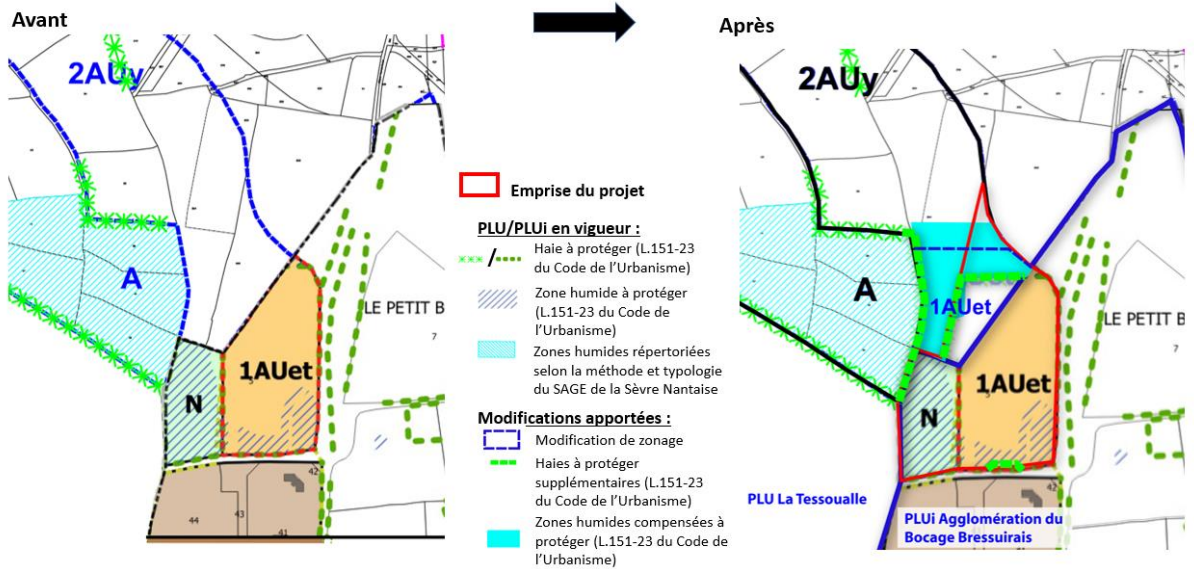 Avant
Après
2AUy
A
N
1AUet
LE PETIT B
7
42
43
44
41
Emprise du projet
PLU/PLUi en vigueur :
/
Haie à protéger (L.151-23
du Code de l'Urbanisme)
Zone humide à protéger
(L.151-23 du Code de
l'Urbanisme)
Zones humides répertoriées
selon la méthode et typologie
du SAGE de la Sèvre Nantaise
Modifications apportées :
Modification de zonage
Haies à protéger
supplémentaires (L.151-23
du Code de l'Urbanisme)
Zones humides compensées à
protéger (L.151-23 du Code de
l'Urbanisme)
2AUy
A
1AUet
LE PETIT B
7
1AUet
N
42
PLU La Tessoualle
PLUi Agglomération du
Bocage Bressuirais